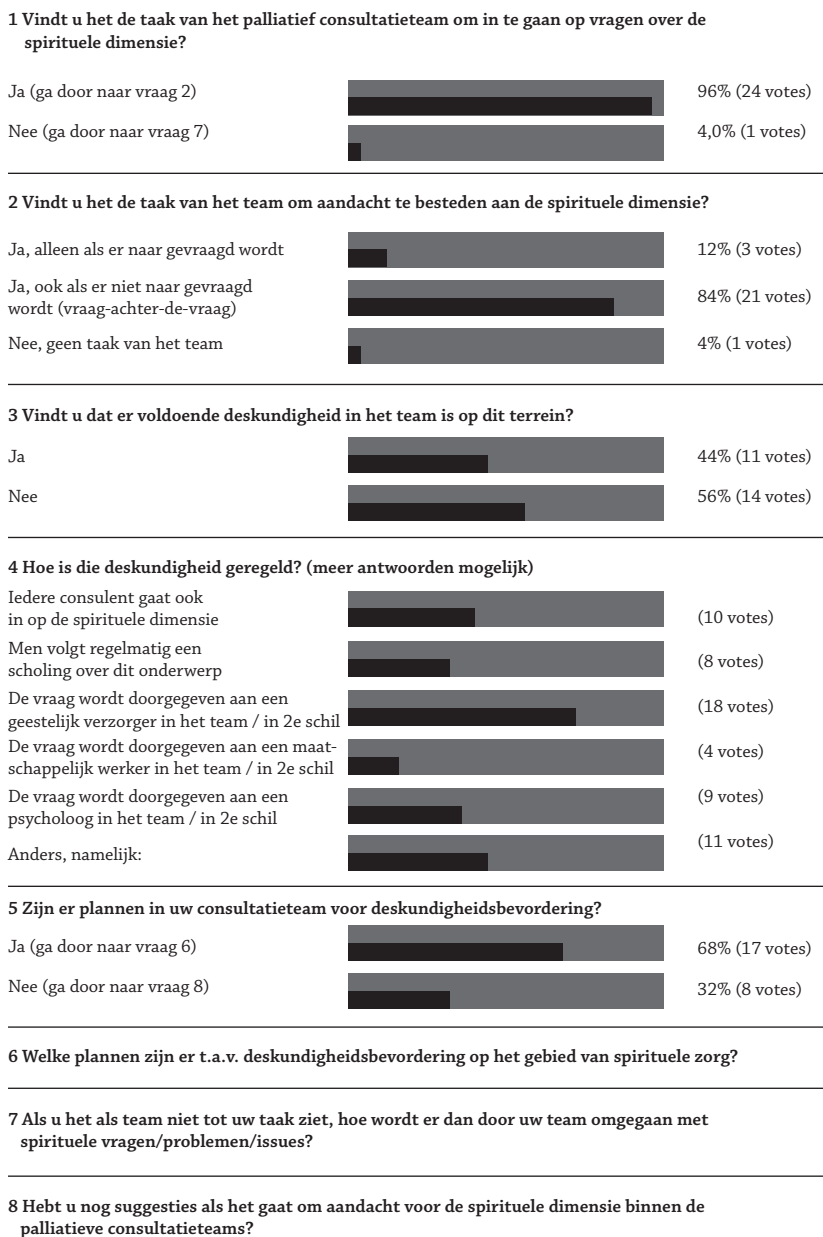 1 Vindt u het de taak van het palliatief consultatieteam om in te gaan op vragen over de
spirituele dimensie?
Ja (ga door naar vraag 2) 96% (24 votes)
Nee (ga door naar vraag 7) 4,0% (1 votes)
2 Vindt u het de taak van het team om aandacht te besteden aan de spirituele dimensie?
Ja, alleen als er naar gevraagd wordt 12% (3 votes)
Ja, ook als er niet naar gevraagd
wordt (vraag-achter-de-vraag) 84% (21 votes)
Nee, geen taak van het team 4% (1 votes)
3 Vindt u dat er voldoende deskundigheid in het team is op dit terrein?
Ja 44% (11 votes)
Nee 56% (14 votes)
4 Hoe is die deskundigheid geregeld? (meer antwoorden mogelijk)
Iedere consulent gaat ook
in op de spirituele dimensie (10 votes)
Men volgt regelmatig een
scholing over dit onderwerp (8 votes)
De vraag wordt doorgegeven aan een
geestelijk verzorger in het team / in 2e schil (18 votes)
De vraag wordt doorgegeven aan een maat-
schappelijk werker in het team / in 2e schil (4 votes)
De vraag wordt doorgegeven aan een
psycholoog in het team / in 2e schil (9 votes)
Anders, namelijk: (11 votes)
5 Zijn er plannen in uw consultatieteam voor deskundigheidsbevordering?
Ja (ga door naar vraag 6) 68% (17 votes)
Nee (ga door naar vraag 8) 32% (8 votes)
6 Welke plannen zijn er t.a.v. deskundigheidsbevordering op het gebied van spirituele zorg?
7 Als u het als team niet tot uw taak ziet, hoe wordt er dan door uw team omgegaan met
spirituele vragen/problemen/issues?
8 Hebt u nog suggesties als het gaat om aandacht voor de spirituele dimensie binnen de
palliatieve consultatieteams?